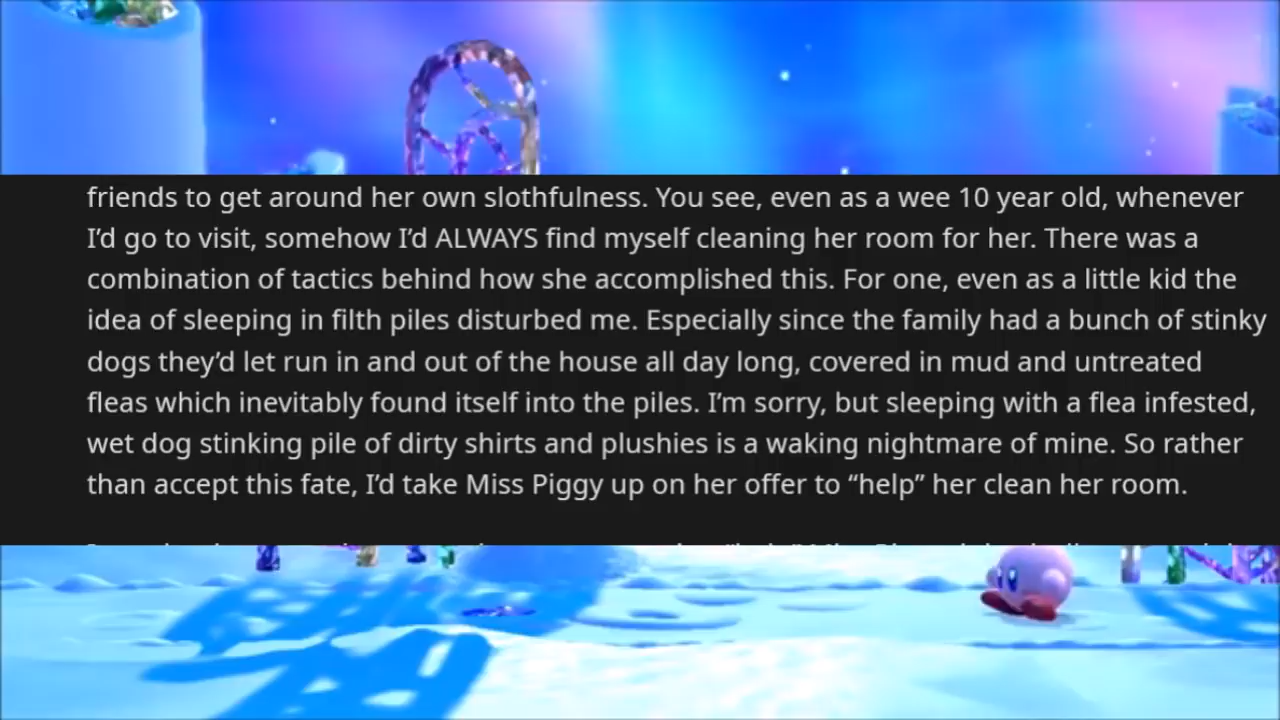 friends to get around her own slothfulness. You see, even as a wee 10 year old, whenever
I’d go to visit, somehow I’d ALWAYS find myself cleaning her room for her. There was a
combination of tactics behind how she accomplished this. For one, even as a little kid the
idea of sleeping in filth piles disturbed me. Especially since the family had a bunch of stinky
dogs they’d let run in and out of the house all day long, covered in mud and untreated
fleas which inevitably found itself into the piles. I’m sorry, but sleeping with a flea infested,
wet dog stinking pile of dirty shirts and plushies is a waking nightmare of mine. So rather
than accept this fate, I’d take Miss Piggy up on her offer to “help” her clean her room.